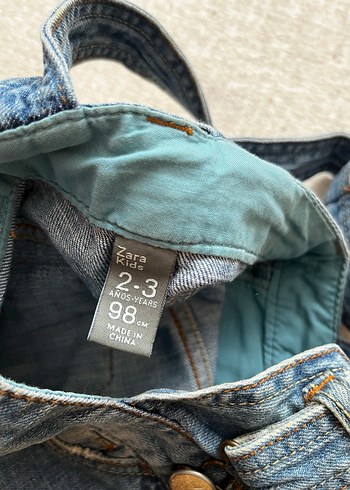 Zara
Kids
2-3
AÑOS-YEARS
98 CM
MADE IN
CHINA